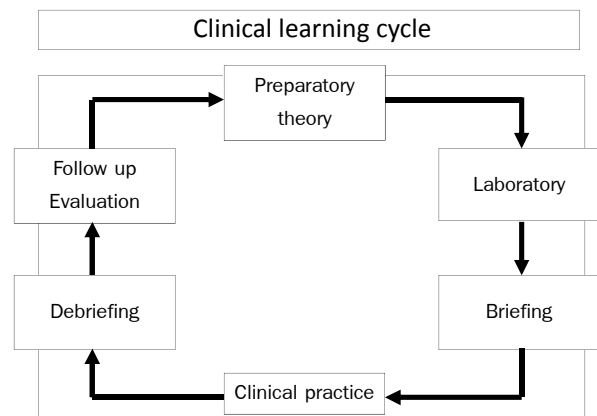 Clinical learning cycle
Preparatory
theory
Laboratory
Briefing
Clinical practice
Debriefing
Follow up
Evaluation